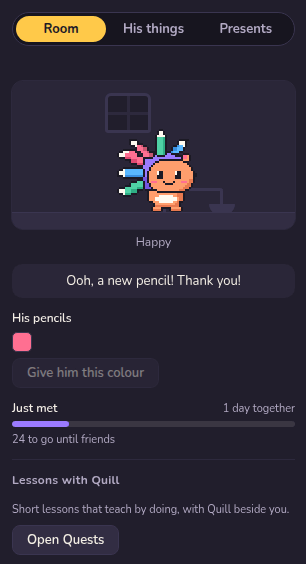 Room His things Presents
Happy
Ooh, a new pencil! Thank you!
His pencils
Give him this colour
Just met 1 day together
24 to go until friends
Lessons with Quill
Short lessons that teach by doing, with Quill beside you.
Open Quests